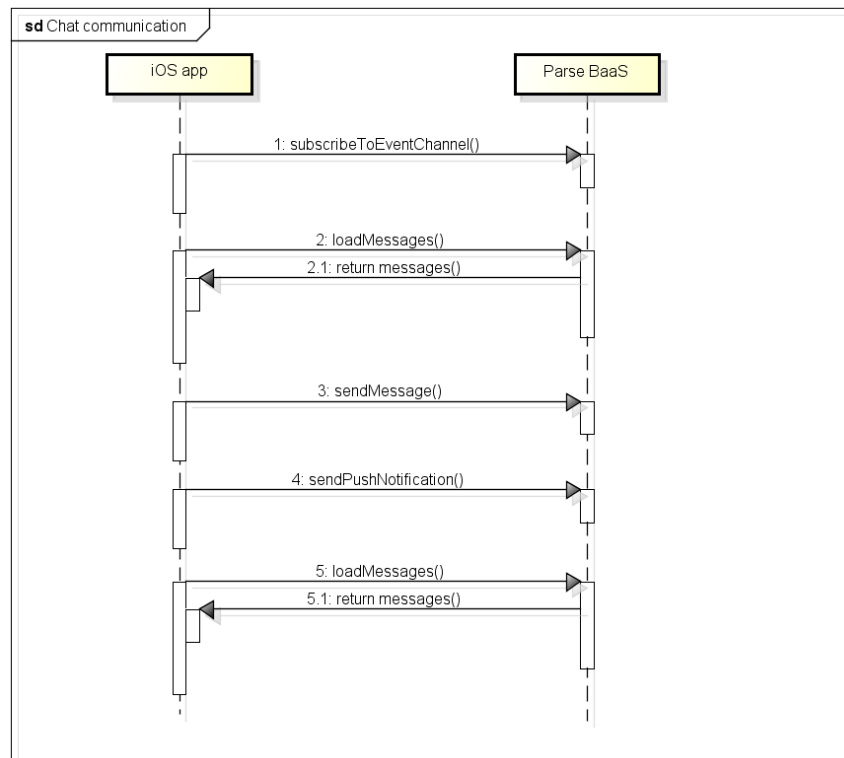 sd Chat communication
iOS app
Parse BaaS
1: subscribeToEventChannel()
2: loadMessages()
2.1: return messages()
3: sendMessage()
4: sendPushNotification()
5: loadMessages()
5.1: return messages()